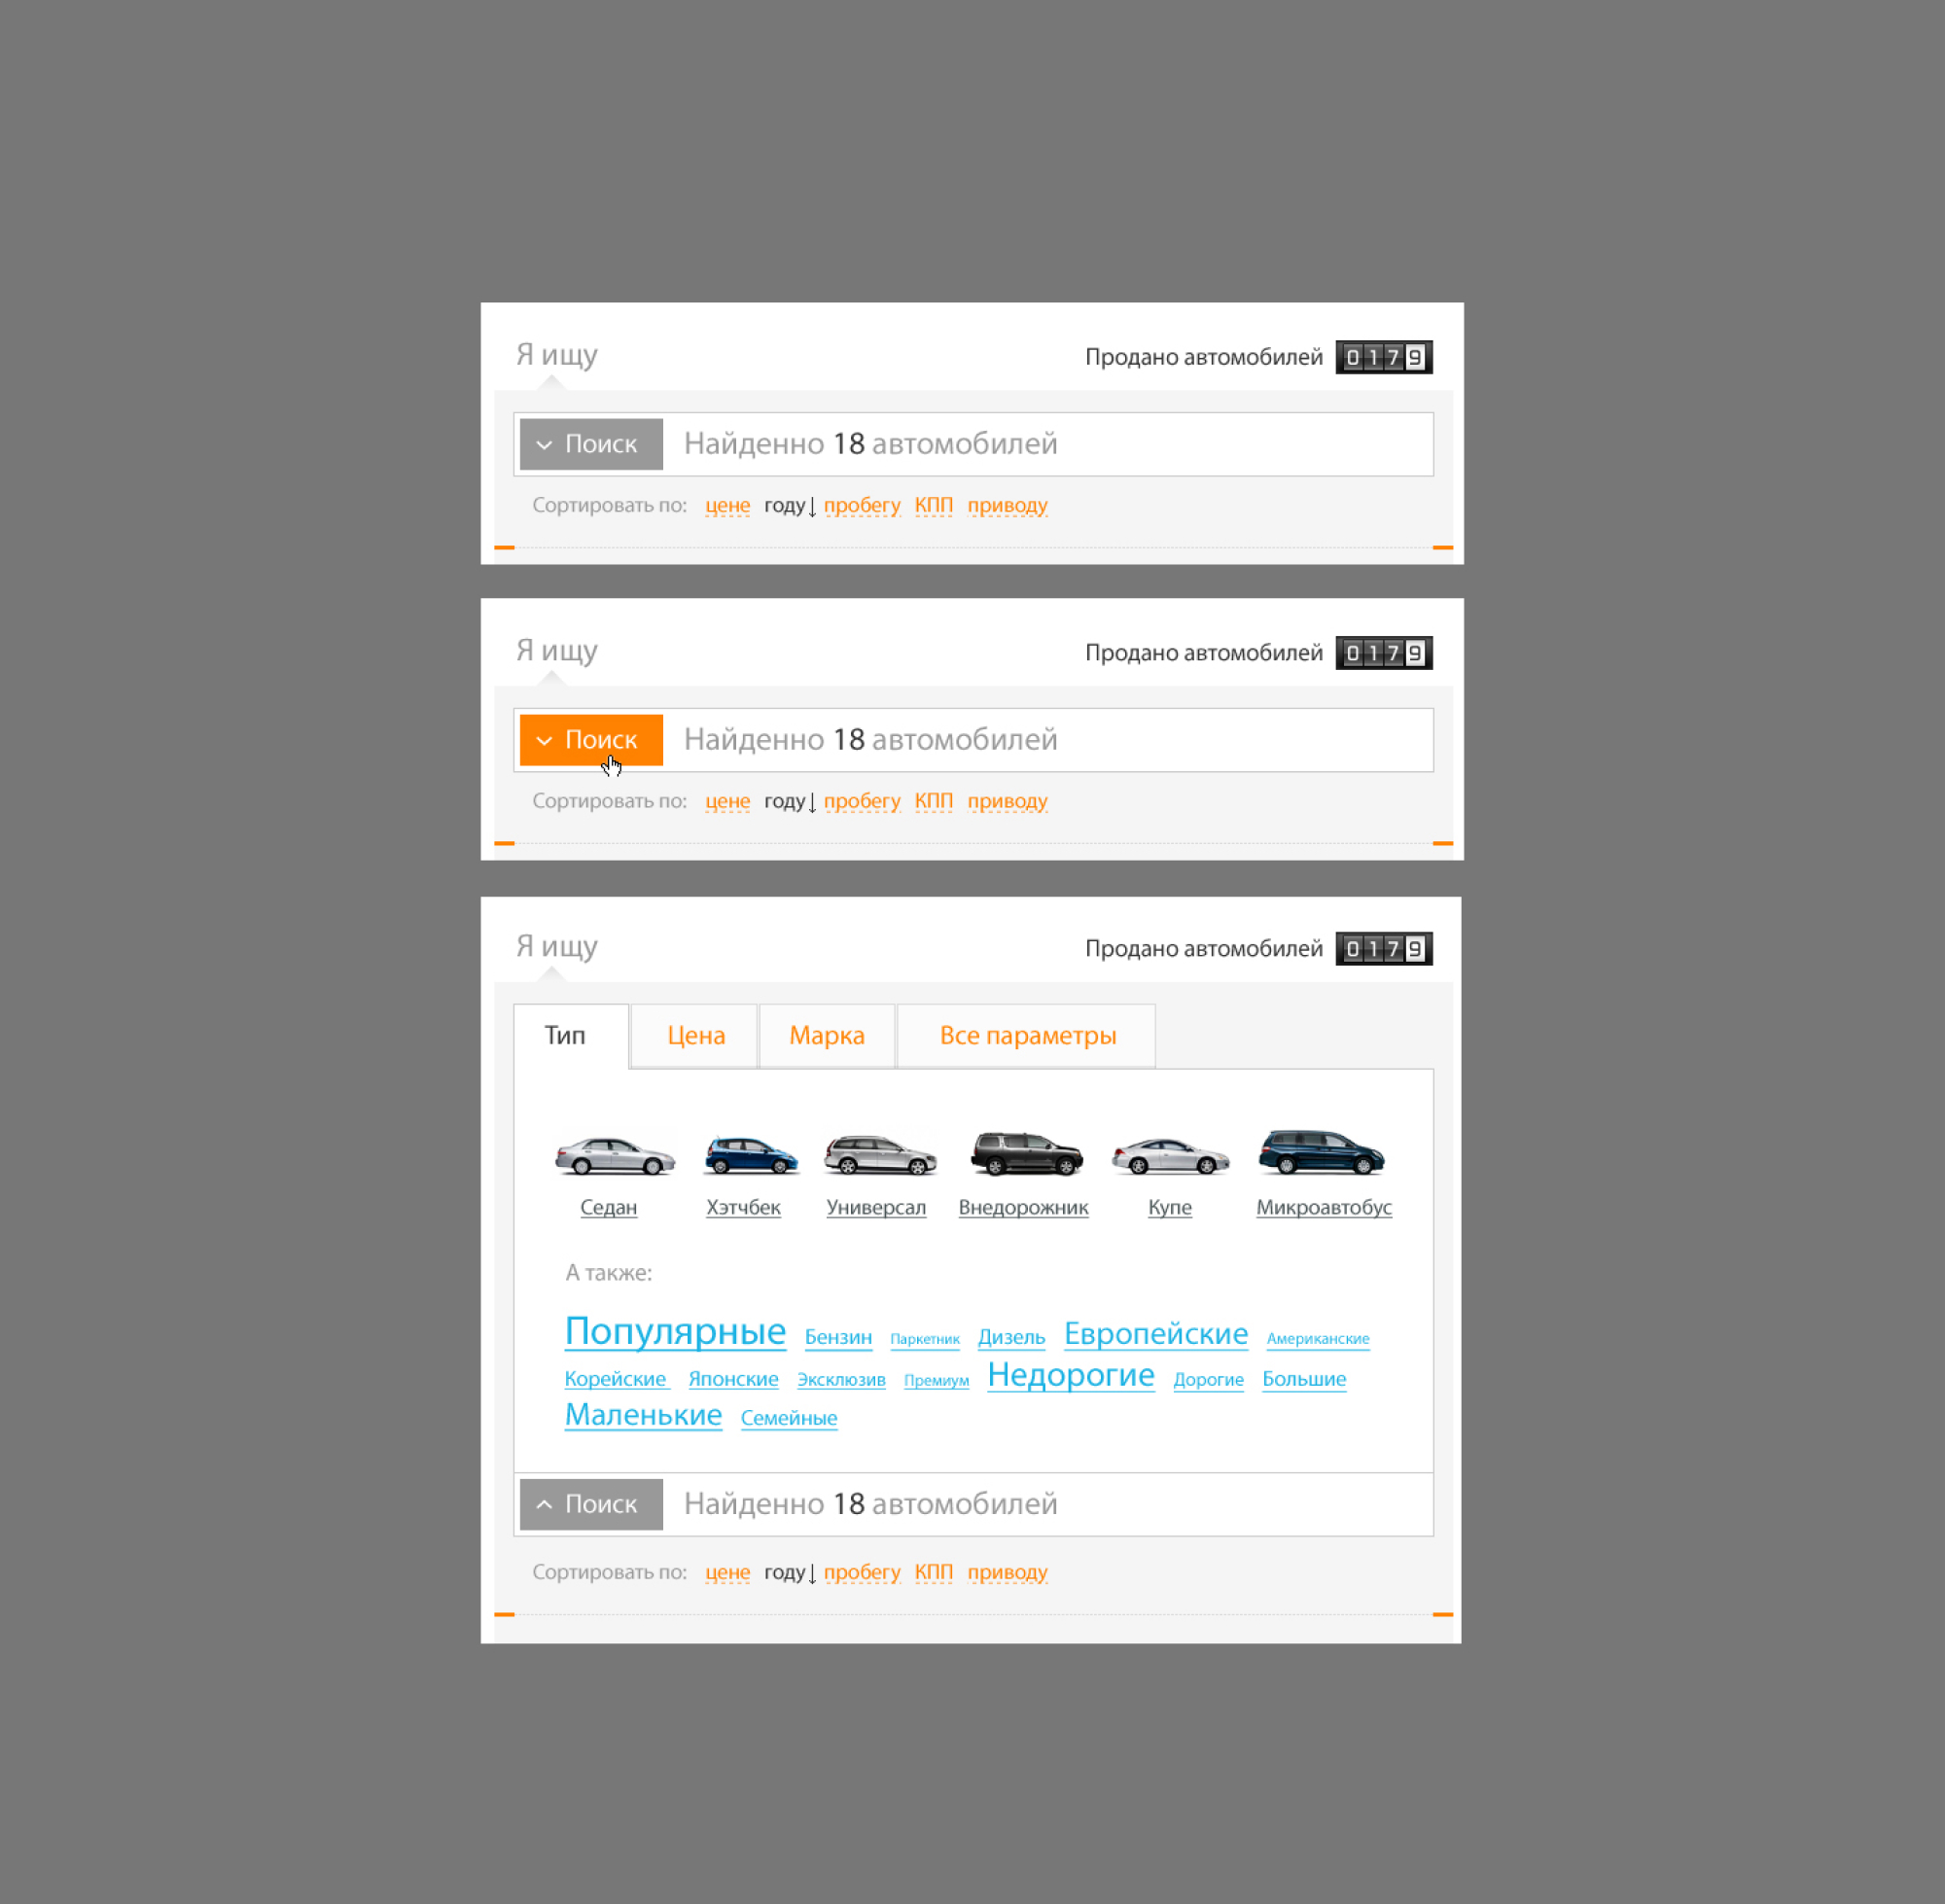 Я ищу
Продано автомобилей 0179
Поиск Найденно 18 автомобилей
Сортировать по: цене году↓ пробегу КПП приводу
Я ищу
Продано автомобилей 0179
Поиск Найденно 18 автомобилей
Сортировать по: цене году↓ пробегу КПП приводу
Я ищу
Продано автомобилей 0179
Тип Цена Марка Все параметры
Седан Хэтчбек Универсал Внедорожник Купе Микроавтобус
А также:
Популярные Бензин Паркетник Дизель Европейские Американские
Корейские Японские Эксклюзив Премиум Недорогие Дорогие Большие
Маленькие Семейные
Поиск Найденно 18 автомобилей
Сортировать по: цене году↓ пробегу КПП приводу